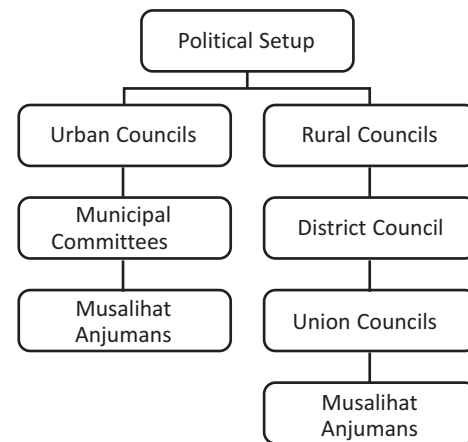 Political Setup
Urban Councils
Rural Councils
Municipal
Committees
District Council
Musalihat
Anjumans
Union Councils
Musalihat
Anjumans